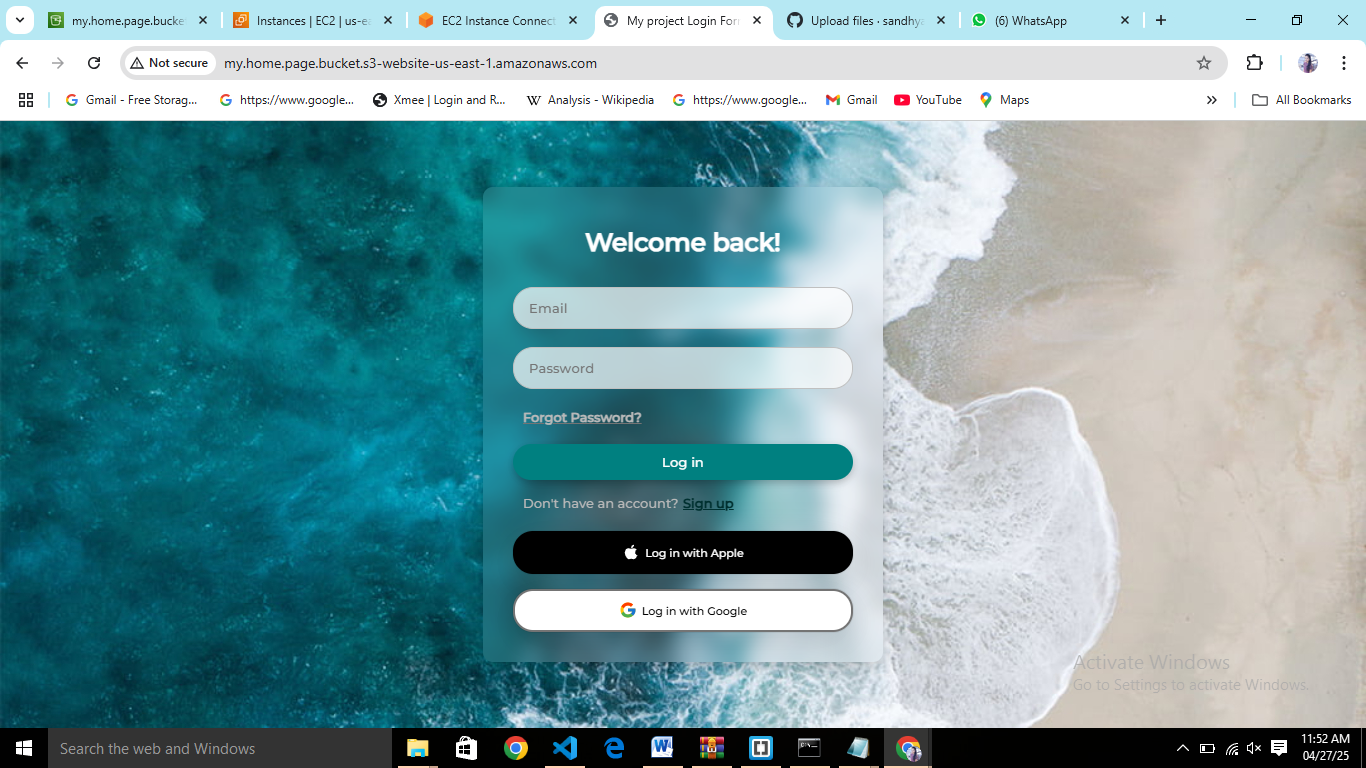 my.home.page.bucke
Instances | EC2 | us-ea
EC2 Instance Connect
My project Login Form
Upload files · sandhya
(6) WhatsApp
Not secure
my.home.page.bucket.s3-website-us-east-1.amazonaws.com
Gmail - Free Storag...
https://www.google...
Xmee | Login and R...
Analysis - Wikipedia
https://www.google...
Gmail
YouTube
Maps
All Bookmarks
Welcome back!
Email
Password
Forgot Password?
Log in
Don't have an account? Sign up
Log in with Apple
Log in with Google
Activate Windows
Go to Settings to activate Windows.
Search the web and Windows
11:52 AM
04/27/25